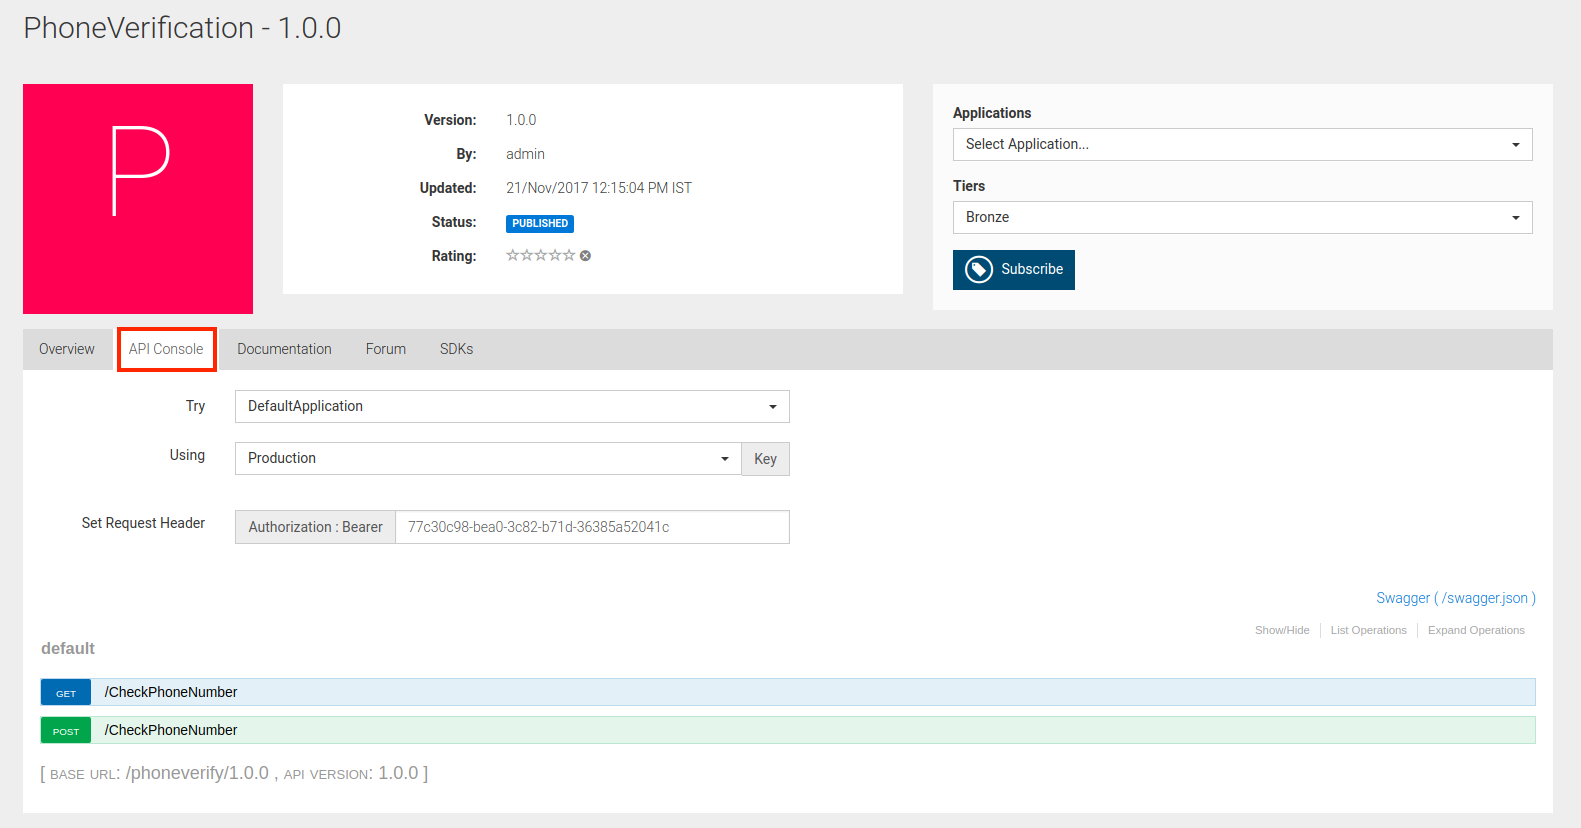 PhoneVerification - 1.0.0
P
Version: 1.0.0
By: admin
Updated: 21/Nov/2017 12:15:04 PM IST
Status: PUBLISHED
Rating:
Applications
Select Application...
Tiers
Bronze
Subscribe
Overview API Console Documentation Forum SDKs
Try DefaultApplication
Using Production Key
Set Request Header Authorization : Bearer 77c30c98-bea0-3c82-b71d-36385a52041c
Swagger ( /swagger.json )
Show/Hide List Operations Expand Operations
default
GET /CheckPhoneNumber
POST /CheckPhoneNumber
[ BASE URL: /phoneverify/1.0.0 , API VERSION: 1.0.0 ]